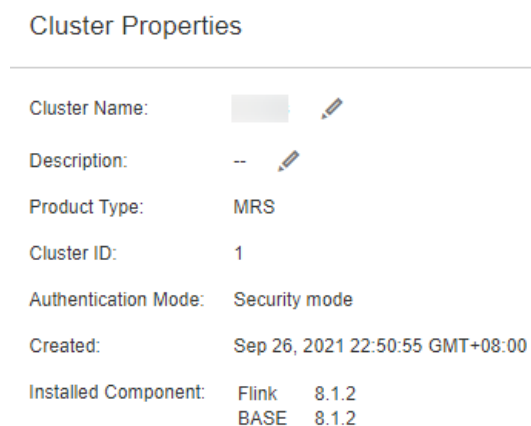 Cluster Properties
Cluster Name:
Description: --
Product Type: MRS
Cluster ID: 1
Authentication Mode: Security mode
Created: Sep 26, 2021 22:50:55 GMT+08:00
Installed Component: Flink 8.1.2
BASE 8.1.2